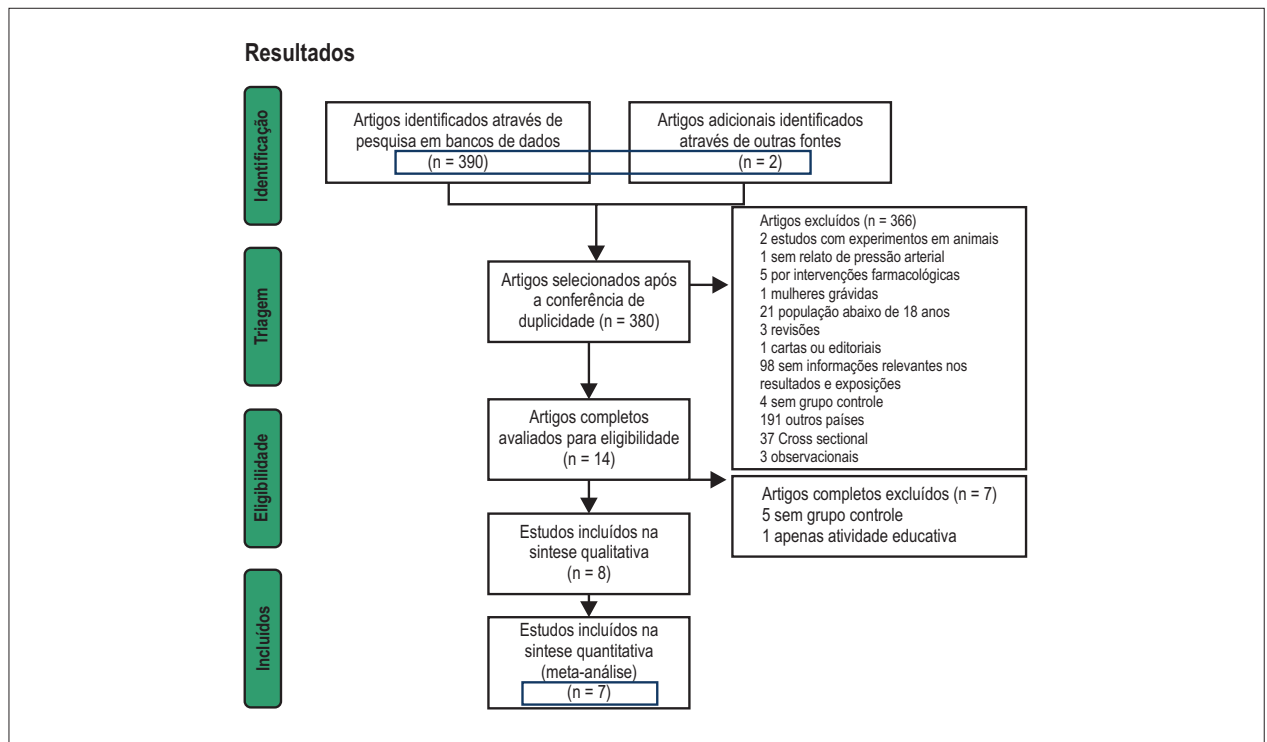 Resultados
Identificação
Artigos identificados através de
pesquisa em bancos de dados
(n = 390)
Artigos adicionais identificados
através de outras fontes
(n = 2)
Triagem
Artigos selecionados após
a conferência de
duplicidade (n = 380)
Artigos excluídos (n = 366)
2 estudos com experimentos em animais
1 sem relato de pressão arterial
5 por intervenções farmacológicas
1 mulheres grávidas
21 população abaixo de 18 anos
3 revisões
1 cartas ou editoriais
98 sem informações relevantes nos
resultados e exposições
4 sem grupo controle
191 outros países
37 Cross sectional
3 observacionais
Eligibilidade
Artigos completos
avaliados para eligibilidade
(n = 14)
Artigos completos excluídos (n = 7)
5 sem grupo controle
1 apenas atividade educativa
Estudos incluídos na
sintese qualitativa
(n = 8)
Incluídos
Estudos incluídos na
sintese quantitativa
(meta-análise)
(n = 7)